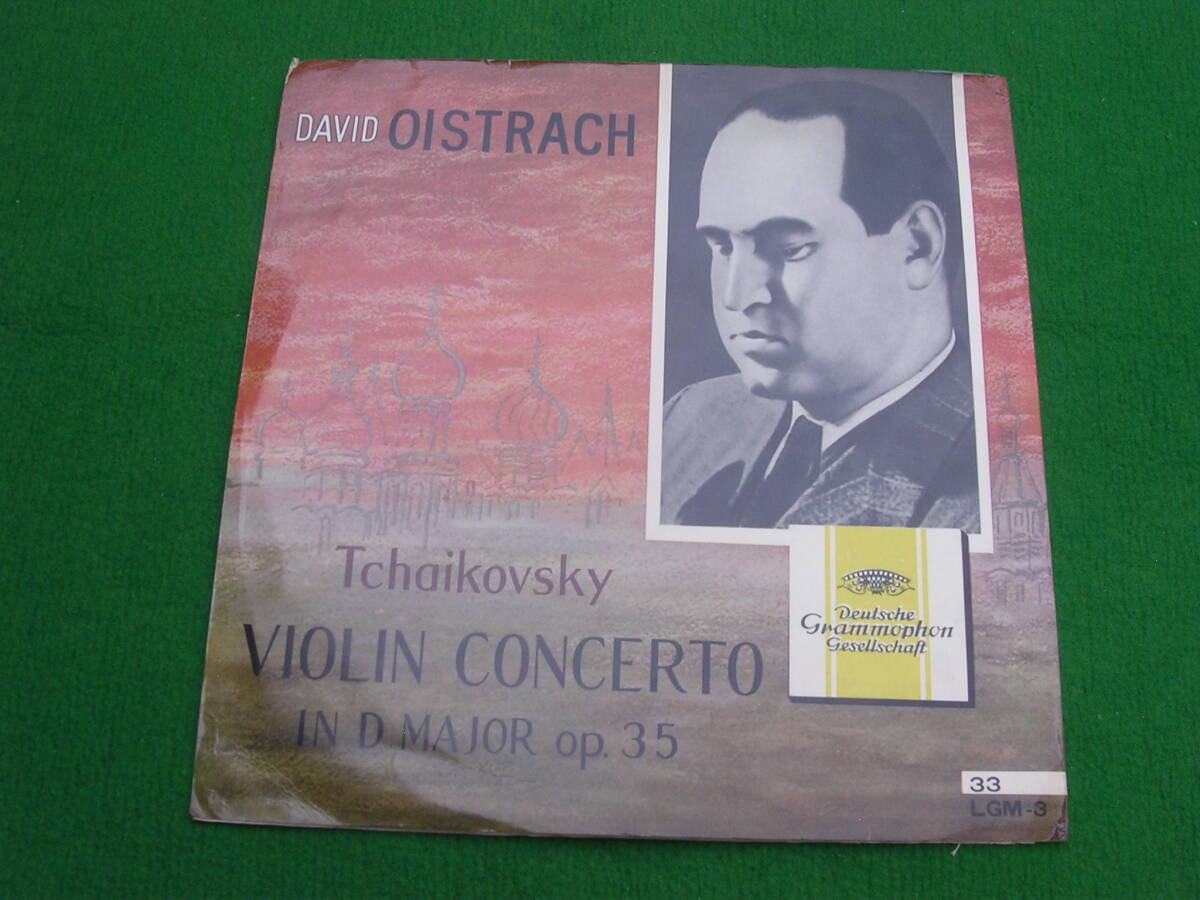 DAVID OISTRACH
Tchaikovsky
VIOLIN CONCERTO
IN D MAJOR op. 35
Deutsche
Grammophon
Gesellschaft
33
LGM-3